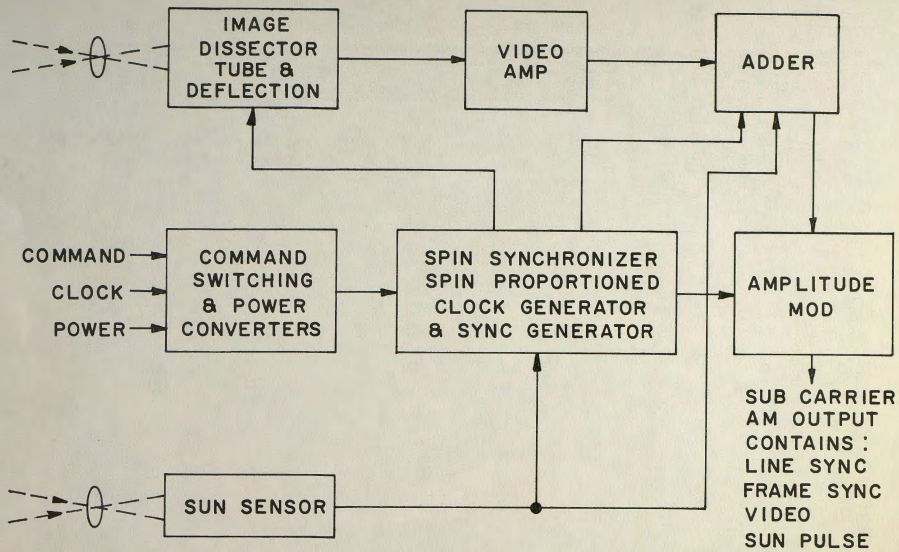 IMAGE
DISSECTOR
TUBE &
DEFLECTION
VIDEO
AMP
ADDER
COMMAND
CLOCK
POWER
COMMAND
SWITCHING
& POWER
CONVERTERS
SPIN SYNCHRONIZER
SPIN PROPORTIONED
CLOCK GENERATOR
& SYNC GENERATOR
AMPLITUDE
MOD
SUN SENSOR
SUB CARRIER
AM OUTPUT
CONTAINS:
LINE SYNC
FRAME SYNC
VIDEO
SUN PULSE